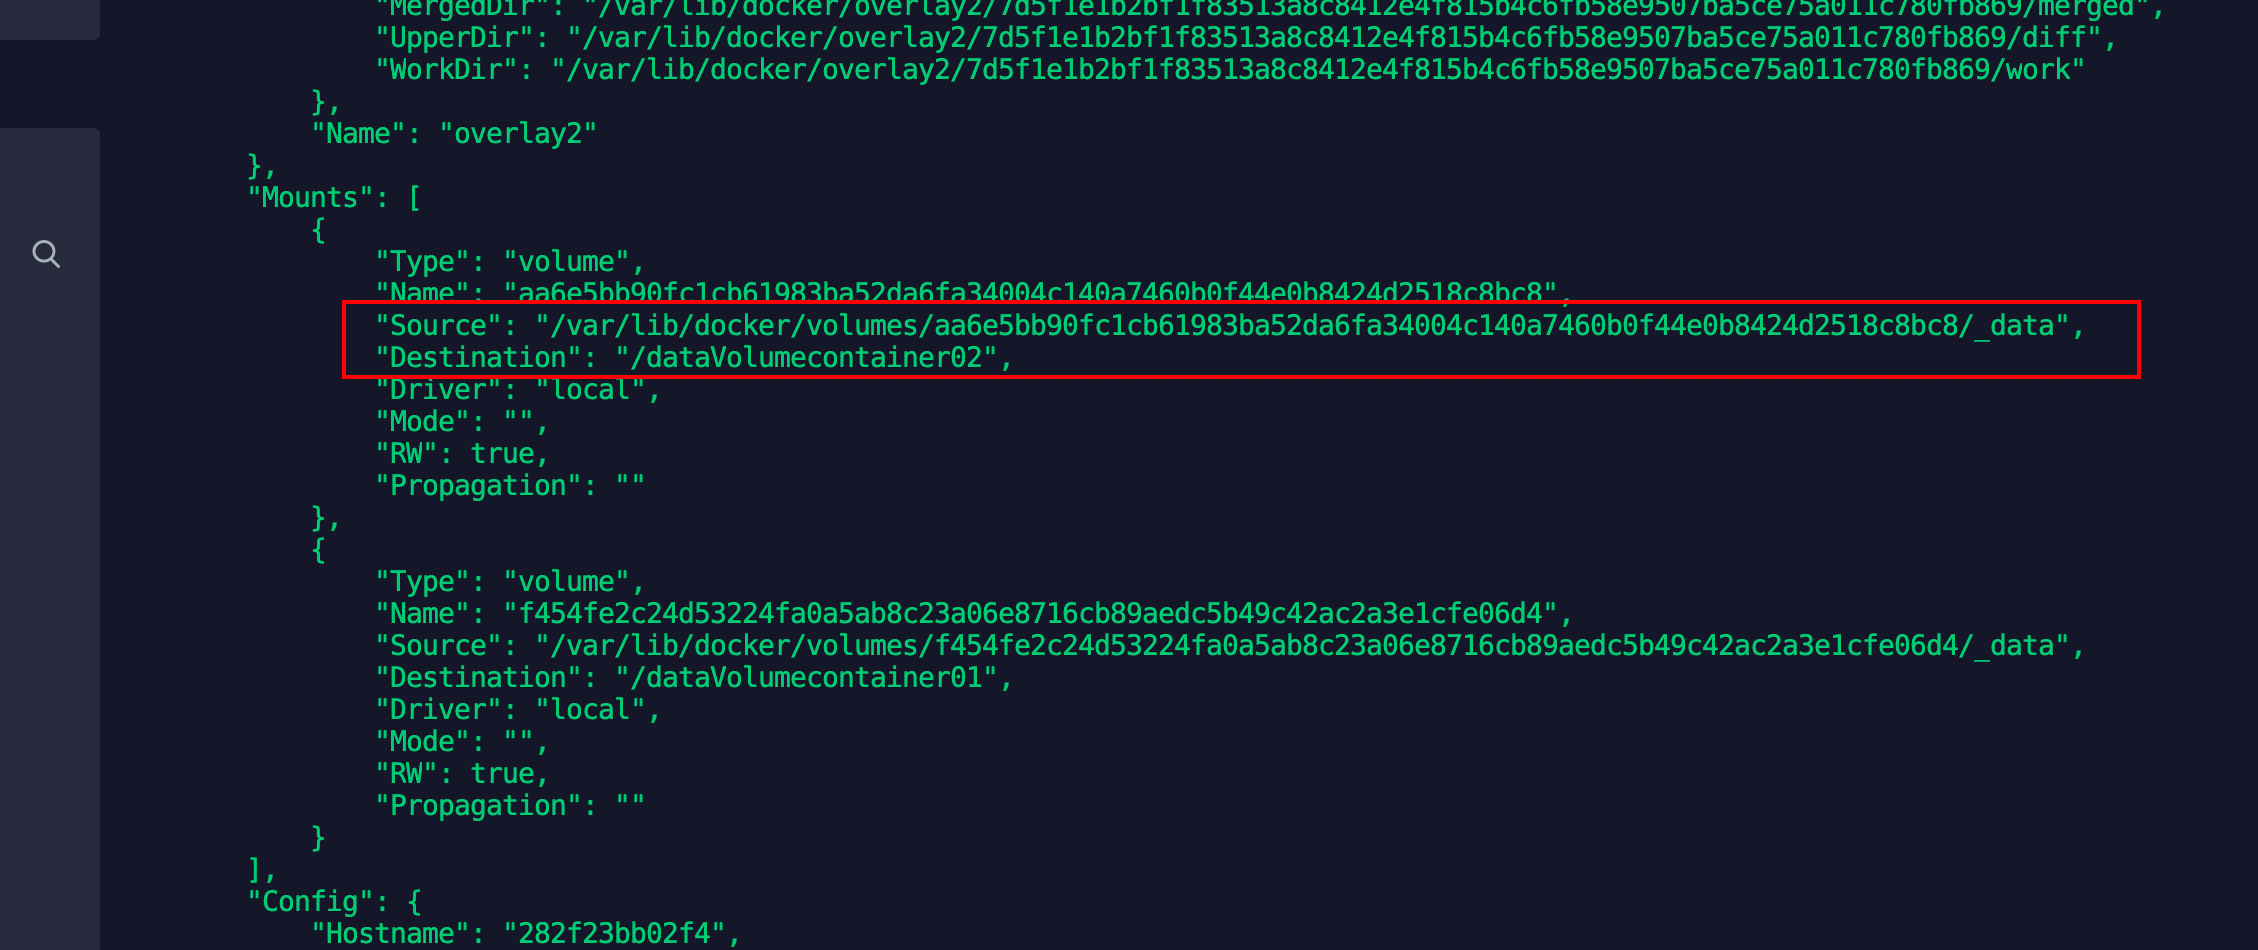 "MergedDir": "/var/lib/docker/overlay2/7d5f1e1b2bf1f83513a8c8412e4f815b4c6fb58e9507ba5ce75a011c780fb869/merged",
"UpperDir": "/var/lib/docker/overlay2/7d5f1e1b2bf1f83513a8c8412e4f815b4c6fb58e9507ba5ce75a011c780fb869/diff",
"WorkDir": "/var/lib/docker/overlay2/7d5f1e1b2bf1f83513a8c8412e4f815b4c6fb58e9507ba5ce75a011c780fb869/work"
},
"Name": "overlay2"
},
"Mounts": [
{
"Type": "volume",
"Name": "aa6e5bb90fc1cb61983ba52da6fa34004c140a7460b0f44e0b8424d2518c8bc8",
"Source": "/var/lib/docker/volumes/aa6e5bb90fc1cb61983ba52da6fa34004c140a7460b0f44e0b8424d2518c8bc8/_data",
"Destination": "/dataVolumecontainer02",
"Driver": "local",
"Mode": "",
"RW": true,
"Propagation": ""
},
{
"Type": "volume",
"Name": "f454fe2c24d53224fa0a5ab8c23a06e8716cb89aedc5b49c42ac2a3e1cfe06d4",
"Source": "/var/lib/docker/volumes/f454fe2c24d53224fa0a5ab8c23a06e8716cb89aedc5b49c42ac2a3e1cfe06d4/_data",
"Destination": "/dataVolumecontainer01",
"Driver": "local",
"Mode": "",
"RW": true,
"Propagation": ""
}
],
"Config": {
"Hostname": "282f23bb02f4",